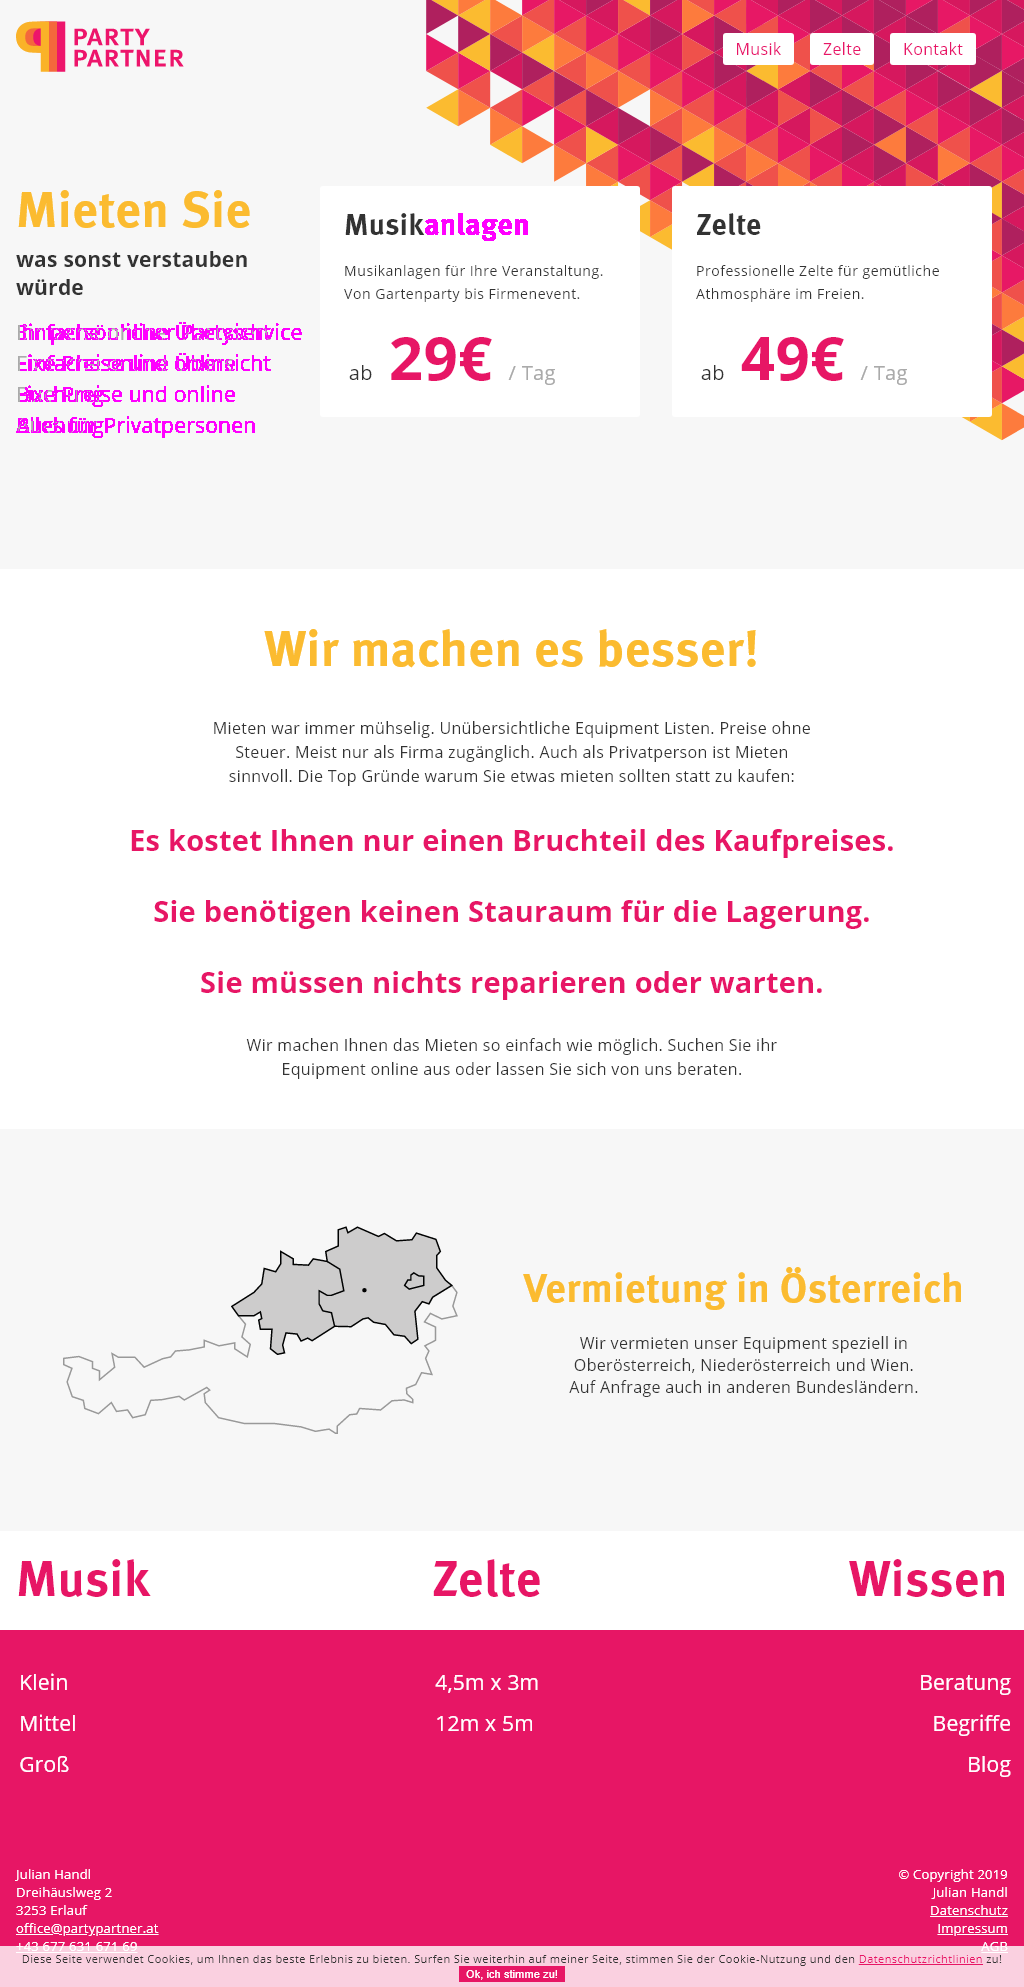 PARTY
PARTNER
Musik
Zelte
Kontakt
Mieten Sie
was sonst verstauben
würde
Musikanlagen
Musikanlagen für Ihre Veranstaltung.
Von Gartenparty bis Firmenevent.
ab 29€ / Tag
Zelte
Professionelle Zelte für gemütliche
Athmosphäre im Freien.
ab 49€ / Tag
Wir machen es besser!
Mieten war immer mühselig. Unübersichtliche Equipment Listen. Preise ohne
Steuer. Meist nur als Firma zugänglich. Auch als Privatperson ist Mieten
sinnvoll. Die Top Gründe warum Sie etwas mieten sollten statt zu kaufen:
Es kostet Ihnen nur einen Bruchteil des Kaufpreises.
Sie benötigen keinen Stauraum für die Lagerung.
Sie müssen nichts reparieren oder warten.
Wir machen Ihnen das Mieten so einfach wie möglich. Suchen Sie ihr
Equipment online aus oder lassen Sie sich von uns beraten.
Vermietung in Österreich
Wir vermieten unser Equipment speziell in
Oberösterreich, Niederösterreich und Wien.
Auf Anfrage auch in anderen Bundesländern.
Musik
Zelte
Wissen
Klein
4,5m x 3m
Beratung
Mittel
12m x 5m
Begriffe
Groß
Blog
Julian Handl
Dreihäuslweg 2
3253 Erlauf
office@partypartner.at
+43 677 631 671 69
© Copyright 2019
Julian Handl
Datenschutz
Impressum
AGB
Diese Seite verwendet Cookies, um Ihnen das beste Erlebnis zu bieten. Surfen Sie weiterhin auf meiner Seite, stimmen Sie der Cookie-Nutzung und den Datenschutzrichtlinien zu!
Ok, ich stimme zu!